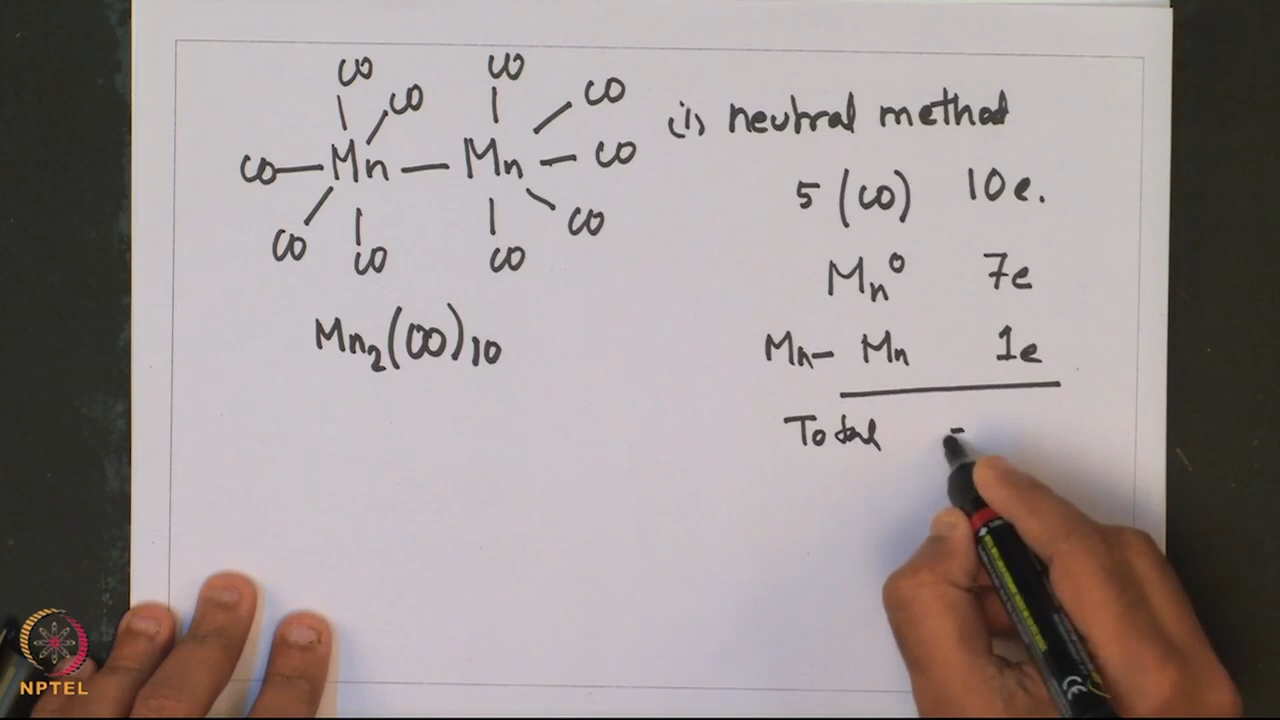 CO CO
CO CO
CO—Mn—Mn—CO
CO CO
CO CO
Mn2(CO)10
(i) neutral method
5 (CO) 10e.
Mn⁰ 7e
Mn– Mn 1e
Total -
NPTEL